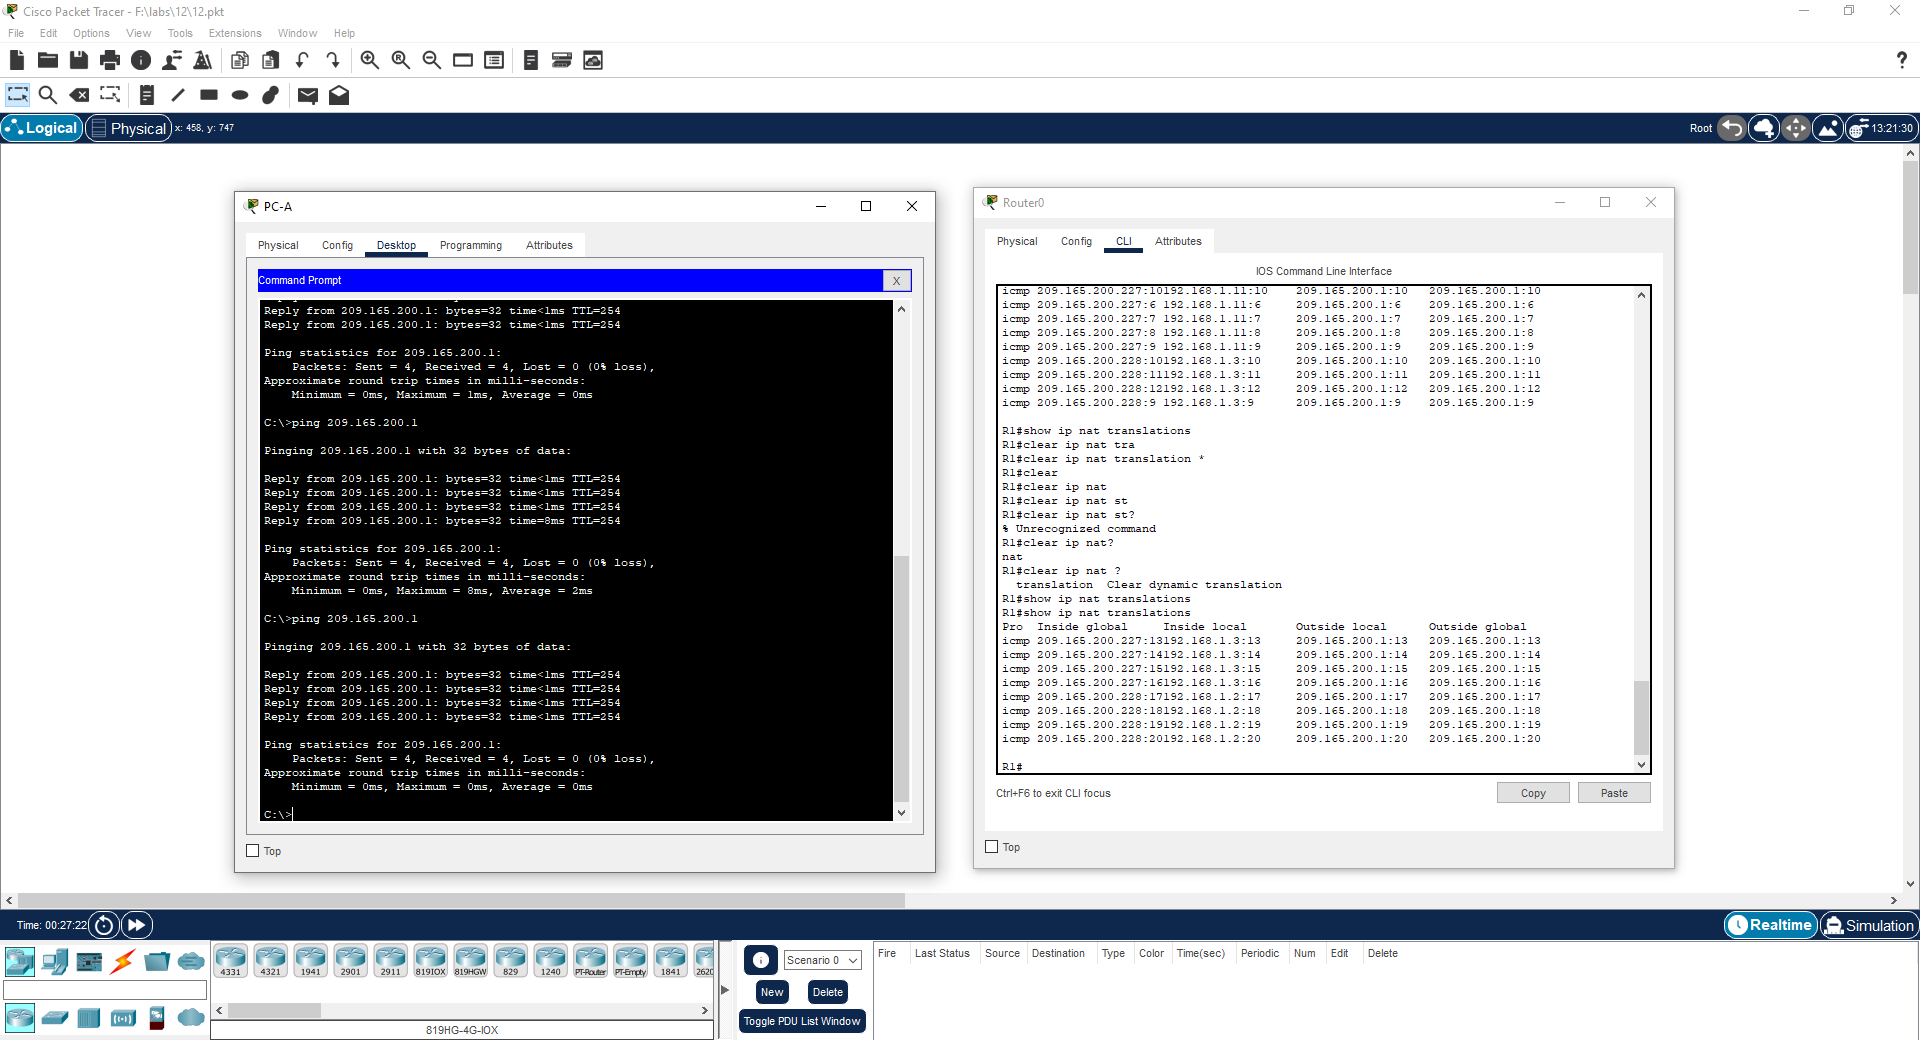 Cisco Packet Tracer - F:\labs\12\12.pkt
File Edit Options View Tools Extensions Window Help
?
Logical Physical x: 458, y: 747 Root 13:21:30
PC-A
Physical Config Desktop Programming Attributes
Command Prompt X
Reply from 209.165.200.1: bytes=32 time<1ms TTL=254
Reply from 209.165.200.1: bytes=32 time<1ms TTL=254
Ping statistics for 209.165.200.1:
Packets: Sent = 4, Received = 4, Lost = 0 (0% loss),
Approximate round trip times in milli-seconds:
Minimum = 0ms, Maximum = 1ms, Average = 0ms
C:\>ping 209.165.200.1
Pinging 209.165.200.1 with 32 bytes of data:
Reply from 209.165.200.1: bytes=32 time<1ms TTL=254
Reply from 209.165.200.1: bytes=32 time<1ms TTL=254
Reply from 209.165.200.1: bytes=32 time<1ms TTL=254
Reply from 209.165.200.1: bytes=32 time=8ms TTL=254
Ping statistics for 209.165.200.1:
Packets: Sent = 4, Received = 4, Lost = 0 (0% loss),
Approximate round trip times in milli-seconds:
Minimum = 0ms, Maximum = 8ms, Average = 2ms
C:\>ping 209.165.200.1
Pinging 209.165.200.1 with 32 bytes of data:
Reply from 209.165.200.1: bytes=32 time<1ms TTL=254
Reply from 209.165.200.1: bytes=32 time<1ms TTL=254
Reply from 209.165.200.1: bytes=32 time<1ms TTL=254
Reply from 209.165.200.1: bytes=32 time<1ms TTL=254
Ping statistics for 209.165.200.1:
Packets: Sent = 4, Received = 4, Lost = 0 (0% loss),
Approximate round trip times in milli-seconds:
Minimum = 0ms, Maximum = 0ms, Average = 0ms
C:\>
Top
Router0
Physical Config CLI Attributes
IOS Command Line Interface
icmp 209.165.200.227:10192.168.1.11:10 209.165.200.1:10 209.165.200.1:10
icmp 209.165.200.227:6 192.168.1.11:6 209.165.200.1:6 209.165.200.1:6
icmp 209.165.200.227:7 192.168.1.11:7 209.165.200.1:7 209.165.200.1:7
icmp 209.165.200.227:8 192.168.1.11:8 209.165.200.1:8 209.165.200.1:8
icmp 209.165.200.227:9 192.168.1.11:9 209.165.200.1:9 209.165.200.1:9
icmp 209.165.200.228:10192.168.1.3:10 209.165.200.1:10 209.165.200.1:10
icmp 209.165.200.228:11192.168.1.3:11 209.165.200.1:11 209.165.200.1:11
icmp 209.165.200.228:12192.168.1.3:12 209.165.200.1:12 209.165.200.1:12
icmp 209.165.200.228:9 192.168.1.3:9 209.165.200.1:9 209.165.200.1:9
R1#show ip nat translations
R1#clear ip nat tra
R1#clear ip nat translation *
R1#clear
R1#clear ip nat
R1#clear ip nat st
R1#clear ip nat st?
% Unrecognized command
R1#clear ip nat?
nat
R1#clear ip nat ?
translation Clear dynamic translation
R1#show ip nat translations
R1#show ip nat translations
Pro Inside global Inside local Outside local Outside global
icmp 209.165.200.227:13192.168.1.3:13 209.165.200.1:13 209.165.200.1:13
icmp 209.165.200.227:14192.168.1.3:14 209.165.200.1:14 209.165.200.1:14
icmp 209.165.200.227:15192.168.1.3:15 209.165.200.1:15 209.165.200.1:15
icmp 209.165.200.227:16192.168.1.3:16 209.165.200.1:16 209.165.200.1:16
icmp 209.165.200.228:17192.168.1.2:17 209.165.200.1:17 209.165.200.1:17
icmp 209.165.200.228:18192.168.1.2:18 209.165.200.1:18 209.165.200.1:18
icmp 209.165.200.228:19192.168.1.2:19 209.165.200.1:19 209.165.200.1:19
icmp 209.165.200.228:20192.168.1.2:20 209.165.200.1:20 209.165.200.1:20
R1#
Ctrl+F6 to exit CLI focus Copy Paste
Top
Time: 00:27:22 Realtime Simulation
4331 4321 1941 2901 2911 819IOX 819HGW 829 1240 PT-Router PT-Empty 1841 2620
819HG-4G-IOX
Scenario 0
New Delete
Toggle PDU List Window
Fire Last Status Source Destination Type Color Time(sec) Periodic Num Edit Delete